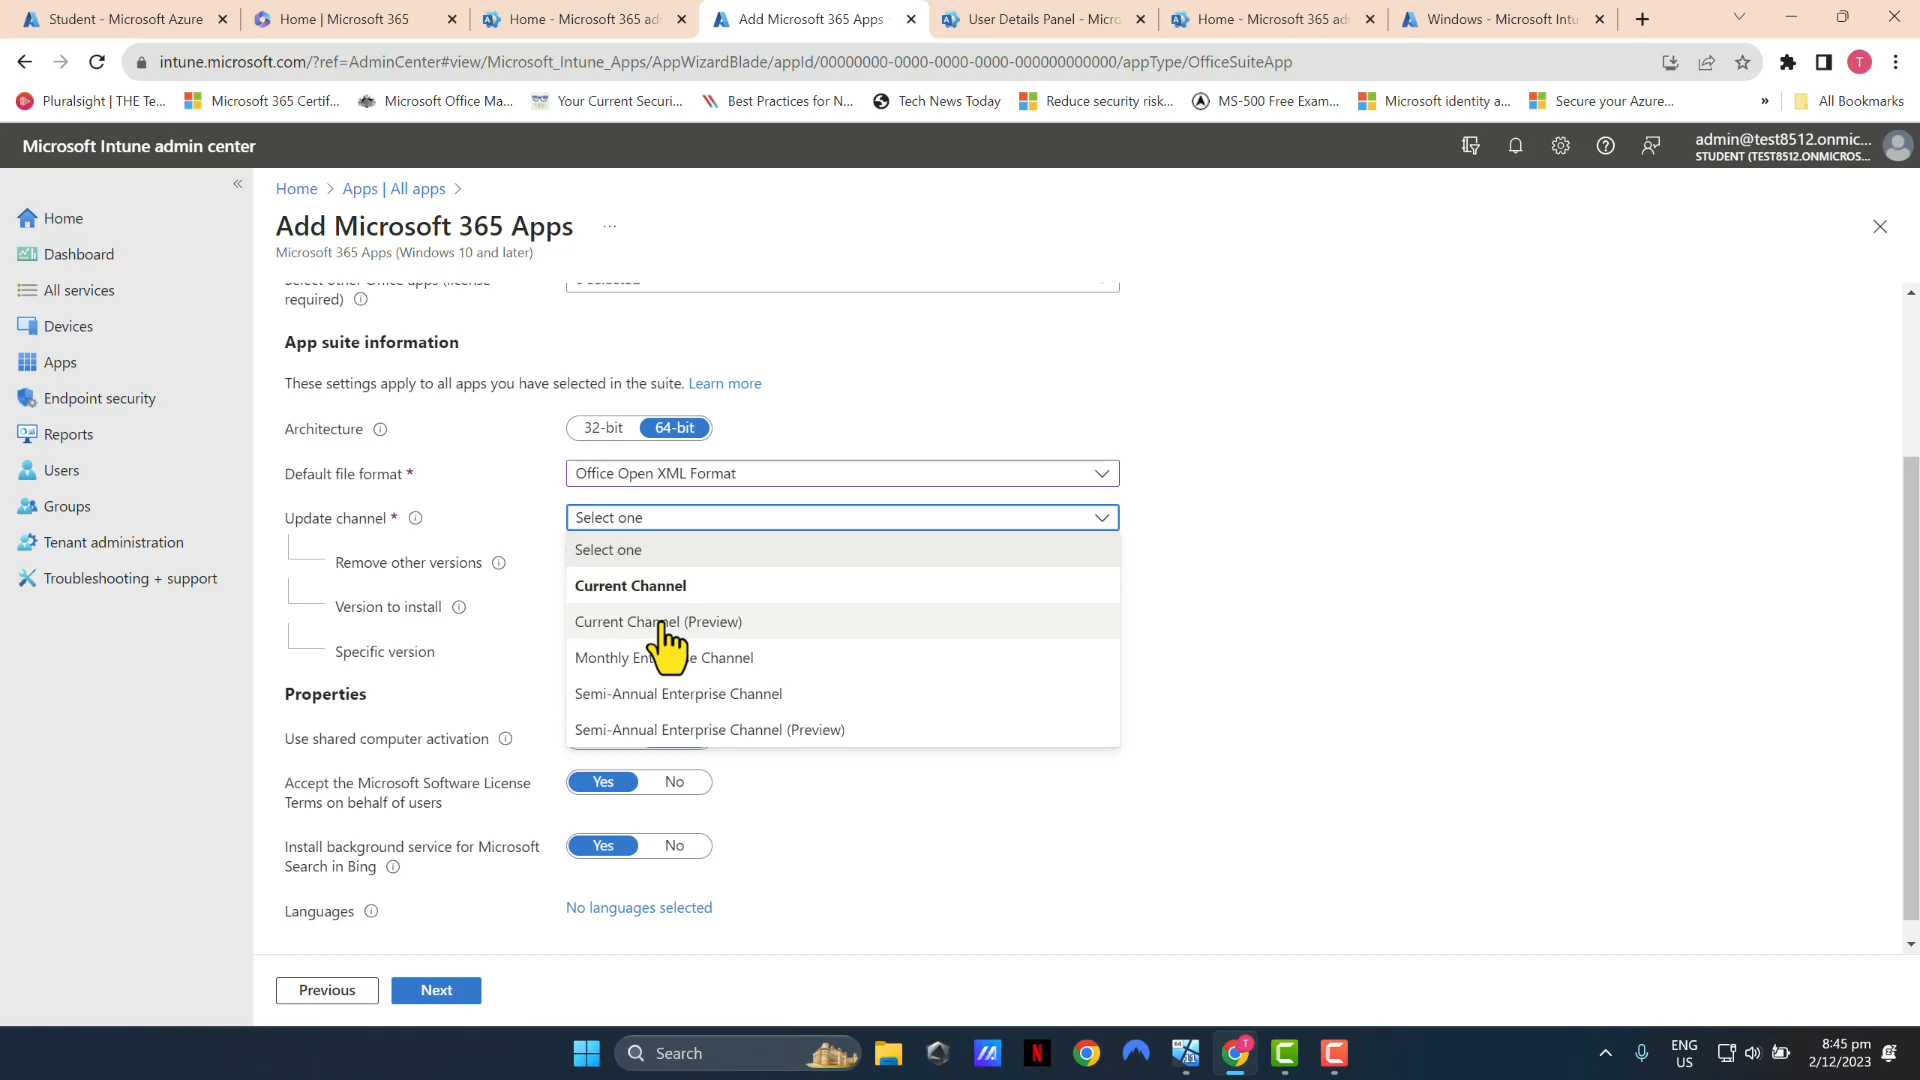 Student - Microsoft Azure
Home | Microsoft 365
Home - Microsoft 365 ad
Add Microsoft 365 Apps
User Details Panel - Micro
Home - Microsoft 365 ad
Windows - Microsoft Intu
intune.microsoft.com/?ref=AdminCenter#view/Microsoft_Intune_Apps/AppWizardBlade/appId/00000000-0000-0000-0000-000000000000/appType/OfficeSuiteApp
T
Pluralsight | THE Te...
Microsoft 365 Certif...
Microsoft Office Ma...
Your Current Securi...
Best Practices for N...
Tech News Today
Reduce security risk...
MS-500 Free Exam...
Microsoft identity a...
Secure your Azure...
»
All Bookmarks
Microsoft Intune admin center
admin@test8512.onmic...
STUDENT (TEST8512.ONMICROS...
Home > Apps | All apps >
Add Microsoft 365 Apps ...
Microsoft 365 Apps (Windows 10 and later)
Home
Dashboard
All services
Devices
Apps
Endpoint security
Reports
Users
Groups
Tenant administration
Troubleshooting + support
required)
App suite information
These settings apply to all apps you have selected in the suite. Learn more
Architecture 32-bit 64-bit
Default file format * Office Open XML Format
Update channel * Select one
Select one
Remove other versions
Current Channel
Version to install
Current Channel (Preview)
Specific version
Monthly Enterprise Channel
Semi-Annual Enterprise Channel
Semi-Annual Enterprise Channel (Preview)
Properties
Use shared computer activation
Accept the Microsoft Software License
Terms on behalf of users
Yes No
Install background service for Microsoft
Search in Bing
Yes No
Languages No languages selected
Previous Next
Search
ENG
US
8:45 pm
2/12/2023